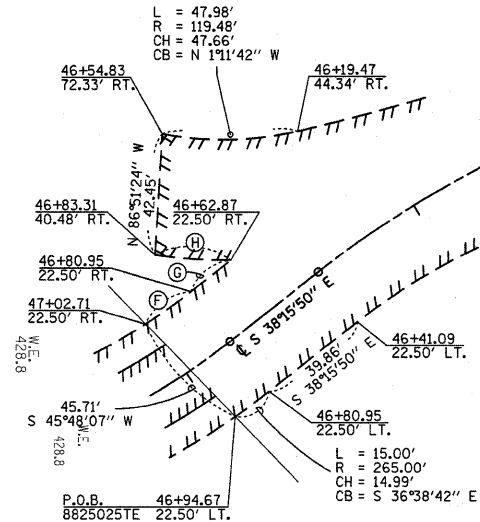 L = 47.98'
R = 119.48'
CH = 47.66'
CB = N 1°11'42" W
46+54.83
72.33' RT.
46+19.47
44.34' RT.
N 86°51'24" W
42.45'
46+83.31
40.48' RT.
46+62.87
22.50' RT.
H
46+80.95
22.50' RT.
G
47+02.71
22.50' RT.
F
℄ S 38°15'50" E
46+41.09
22.50' LT.
W.E.
428.8
39.86'
S 38°15'50" E
45.71'
S 45°48'07" W
W.E.
428.8
46+80.95
22.50' LT.
L = 15.00'
R = 265.00'
CH = 14.99'
CB = S 36°38'42" E
P.O.B. 46+94.67
8825025TE 22.50' LT.